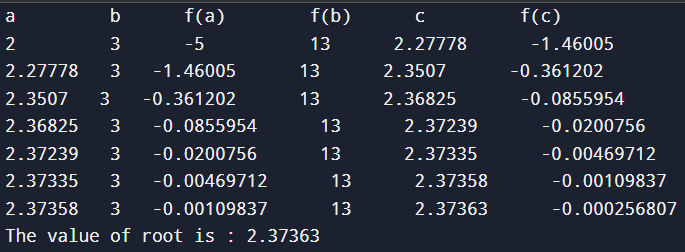 a b f(a) f(b) c f(c)
2 3 -5 13 2.27778 -1.46005
2.27778 3 -1.46005 13 2.3507 -0.361202
2.3507 3 -0.361202 13 2.36825 -0.0855954
2.36825 3 -0.0855954 13 2.37239 -0.0200756
2.37239 3 -0.0200756 13 2.37335 -0.00469712
2.37335 3 -0.00469712 13 2.37358 -0.00109837
2.37358 3 -0.00109837 13 2.37363 -0.000256807
The value of root is : 2.37363